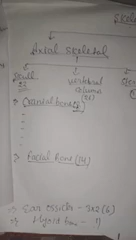 Skele
Axial skeletal
Skull
22
vertebral
column
(26)
⇒ Cranial bone (8)
-
-
-
-
-
-
⇒ Facial Bone (14)
⇒ Ear ossicles - 3x2 (6)
⇒ Hyoid bone - 1